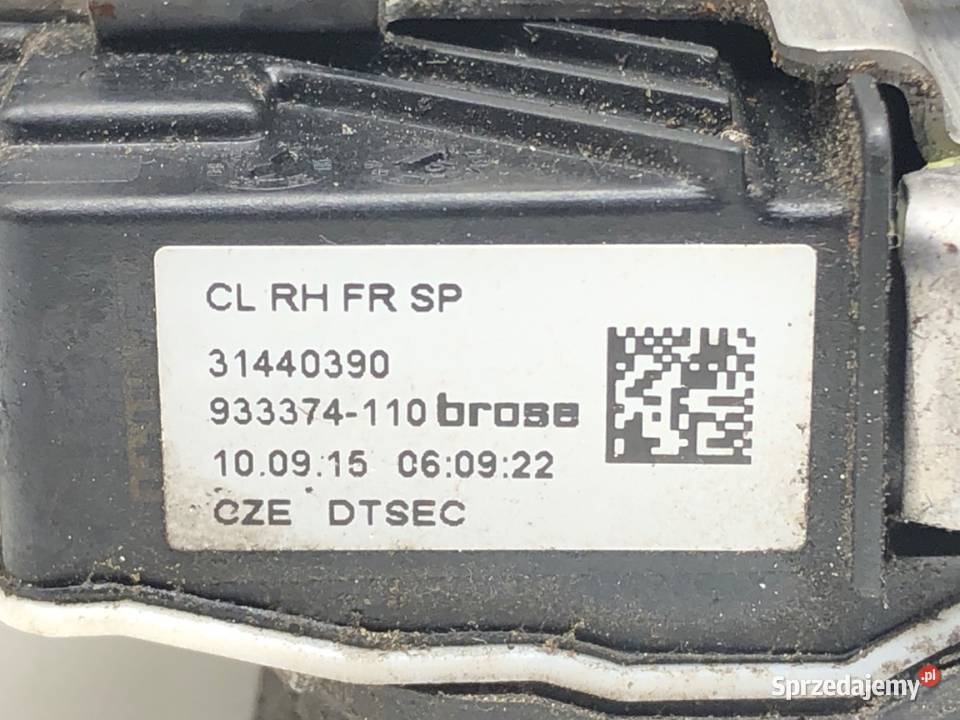 CL RH FR SP
31440390
933374-110 brose
10.09.15 06:09:22
CZE DTSEC
Sprzedajemy.pl